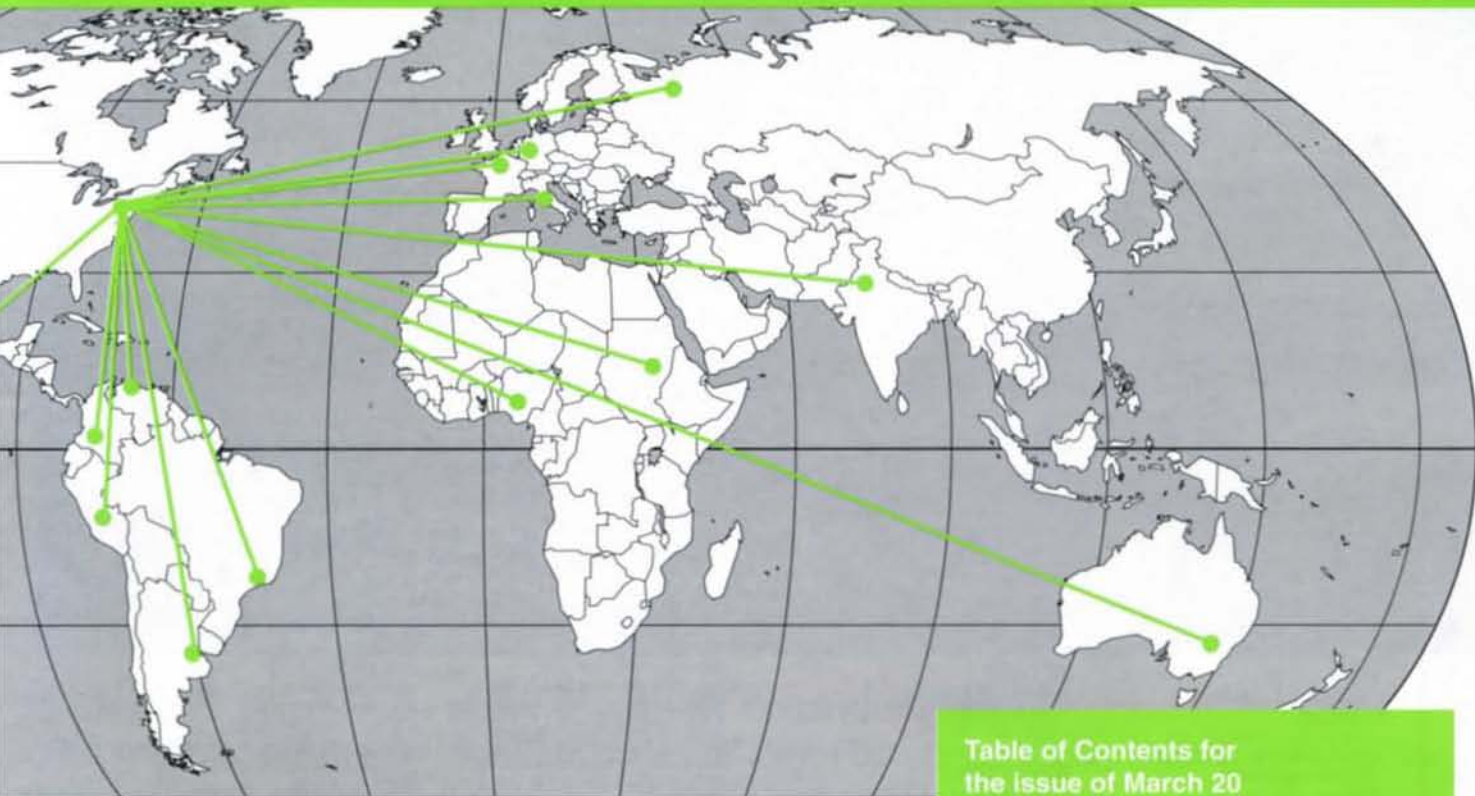 Table of Contents for
the issue of March 20